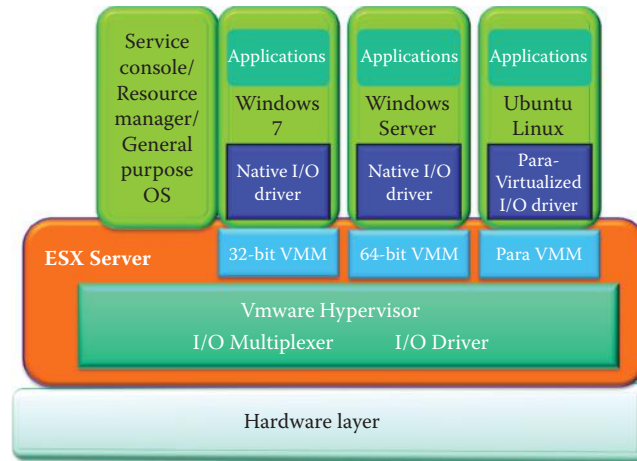 Service
console/
Resource
manager/
General
purpose
OS
Applications
Windows
7
Native I/O
driver
Applications
Windows
Server
Native I/O
driver
Applications
Ubuntu
Linux
Para-
Virtualized
I/O driver
ESX Server
32-bit VMM
64-bit VMM
Para VMM
Vmware Hypervisor
I/O Multiplexer
I/O Driver
Hardware layer